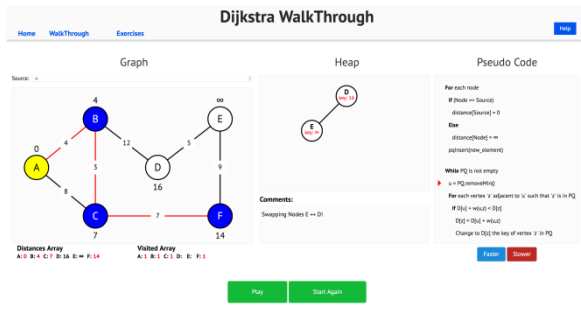 Dijkstra WalkThrough
Home WalkThrough Exercises
Help
Graph
Source: A
4
∞
B
E
4
12
5
0
A
3
D
9
16
8
C
7
F
7
14
Distances Array
A: 0 B: 4 C: 7 D: 16 E: ∞ F: 14
Visited Array
A: 1 B: 1 C: 1 D: E: F: 1
Heap
D
key: 16
E
key: ∞
Comments:
Swapping Nodes E ↔ D!
Pseudo Code
For each node
If (Node == Source)
distance[Source] = 0
Else
distance[Node] = ∞
pqInsert(new_element)
While PQ is not empty
u = PQ.removeMin()
For each vertex 'z' adjacent to 'u' such that 'z' is in PQ
If D[u] + w(u,z) < D[z]
D[z] = D[u] + w(u,z)
Change to D[z] the key of vertex 'z' in PQ
Faster Slower
Play Start Again